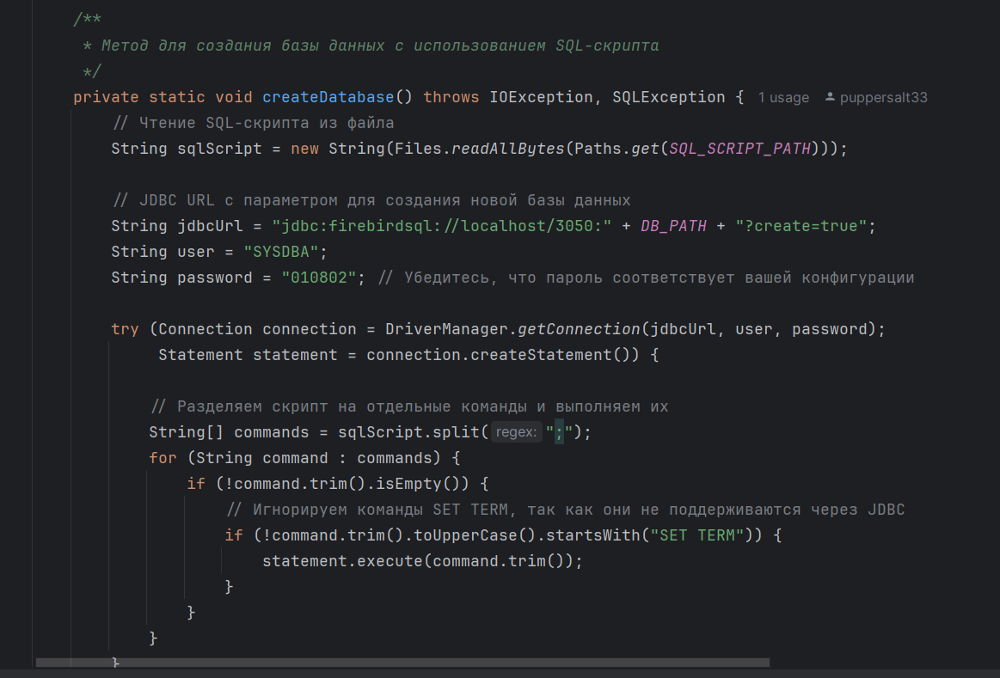 /**
 * Метод для создания базы данных с использованием SQL-скрипта
 */
private static void createDatabase() throws IOException, SQLException {  1 usage  puppersalt33
    // Чтение SQL-скрипта из файла
    String sqlScript = new String(Files.readAllBytes(Paths.get(SQL_SCRIPT_PATH)));
    // JDBC URL с параметром для создания новой базы данных
    String jdbcUrl = "jdbc:firebirdsql://localhost/3050:" + DB_PATH + "?create=true";
    String user = "SYSDBA";
    String password = "010802"; // Убедитесь, что пароль соответствует вашей конфигурации
    try (Connection connection = DriverManager.getConnection(jdbcUrl, user, password);
         Statement statement = connection.createStatement()) {
        // Разделяем скрипт на отдельные команды и выполняем их
        String[] commands = sqlScript.split( regex: ";");
        for (String command : commands) {
            if (!command.trim().isEmpty()) {
                // Игнорируем команды SET TERM, так как они не поддерживаются через JDBC
                if (!command.trim().toUpperCase().startsWith("SET TERM")) {
                    statement.execute(command.trim());
                }
            }
        }
    }